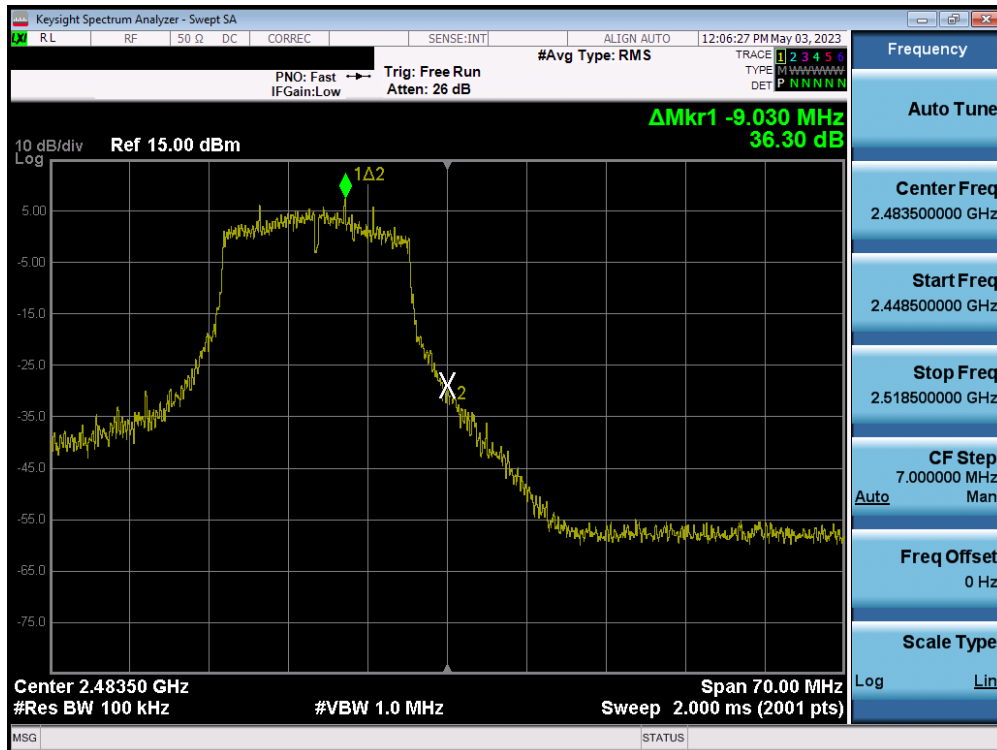 Keysight Spectrum Analyzer - Swept SA
LXI RL RF 50 Ω DC CORREC SENSE:INT ALIGN AUTO 12:06:27 PM May 03, 2023
PNO: Fast
IFGain:Low
Trig: Free Run
Atten: 26 dB
#Avg Type: RMS
TRACE 1 2 3 4 5 6
TYPE M WWWWW
DET P N N N N N
ΔMkr1 -9.030 MHz
36.30 dB
10 dB/div Ref 15.00 dBm
Log
1Δ2
5.00
-5.00
-15.0
-25.0
2
-35.0
-45.0
-55.0
-65.0
-75.0
Center 2.48350 GHz Span 70.00 MHz
#Res BW 100 kHz #VBW 1.0 MHz Sweep 2.000 ms (2001 pts)
MSG STATUS
Frequency
Auto Tune
Center Freq
2.483500000 GHz
Start Freq
2.448500000 GHz
Stop Freq
2.518500000 GHz
CF Step
7.000000 MHz
Auto Man
Freq Offset
0 Hz
Scale Type
Log Lin